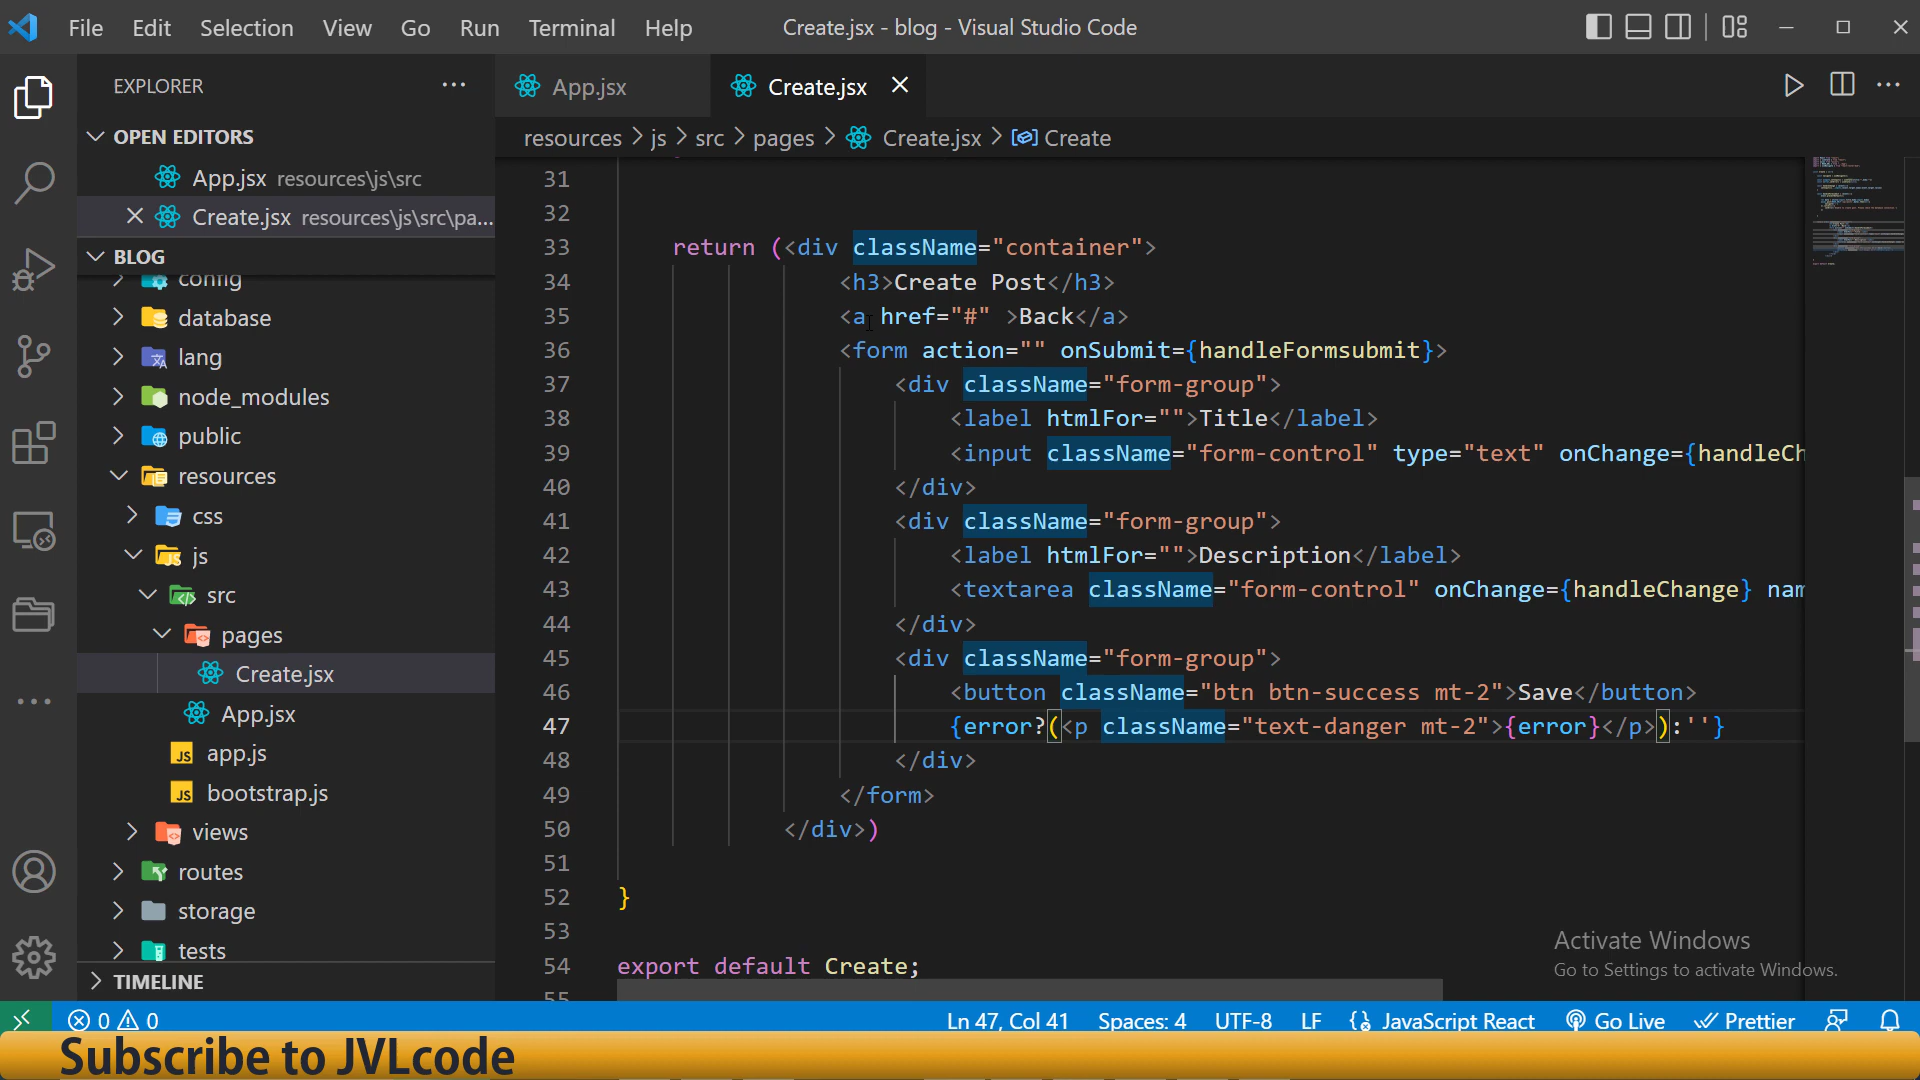 File Edit Selection View Go Run Terminal Help
Create.jsx - blog - Visual Studio Code
EXPLORER
App.jsx
Create.jsx
OPEN EDITORS
resources > js > src > pages > Create.jsx > Create
App.jsx resources\js\src
Create.jsx resources\js\src\pa...
BLOG
config
database
lang
node_modules
public
resources
css
js
src
pages
Create.jsx
App.jsx
app.js
bootstrap.js
views
routes
storage
tests
TIMELINE
31
32
33 return (<div className="container">
34 <h3>Create Post</h3>
35 <a href="#" >Back</a>
36 <form action="" onSubmit={handleFormsubmit}>
37 <div className="form-group">
38 <label htmlFor="">Title</label>
39 <input className="form-control" type="text" onChange={handleCh
40 </div>
41 <div className="form-group">
42 <label htmlFor="">Description</label>
43 <textarea className="form-control" onChange={handleChange} nam
44 </div>
45 <div className="form-group">
46 <button className="btn btn-success mt-2">Save</button>
47 {error?(<p className="text-danger mt-2">{error}</p>):''}
48 </div>
49 </form>
50 </div>)
51
52 }
53
54 export default Create;
55
Activate Windows
Go to Settings to activate Windows.
0 0 Ln 47, Col 41 Spaces: 4 UTF-8 LF {} JavaScript React Go Live Prettier
Subscribe to JVLcode